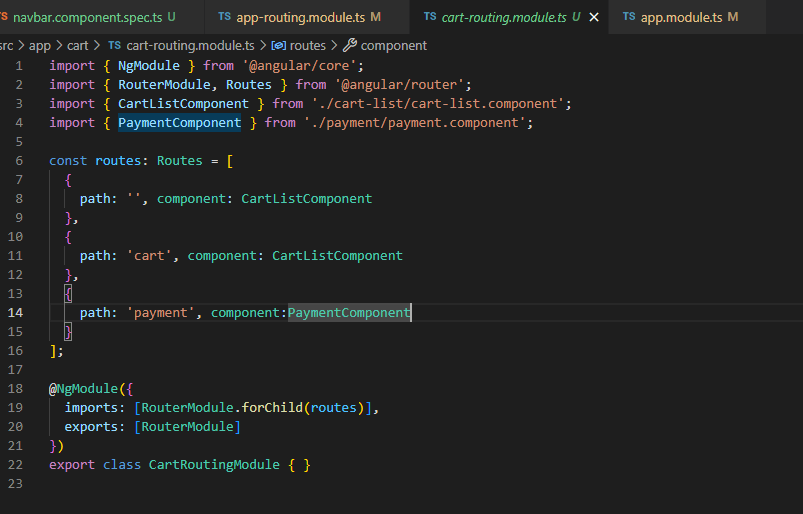 TS navbar.component.spec.ts U TS app-routing.module.ts M TS cart-routing.module.ts U × TS app.module.ts M
src > app > cart > TS cart-routing.module.ts > routes > component
1 import { NgModule } from '@angular/core';
2 import { RouterModule, Routes } from '@angular/router';
3 import { CartListComponent } from './cart-list/cart-list.component';
4 import { PaymentComponent } from './payment/payment.component';
5
6 const routes: Routes = [
7 {
8 path: '', component: CartListComponent
9 },
10 {
11 path: 'cart', component: CartListComponent
12 },
13 {
14 path: 'payment', component:PaymentComponent
15 }
16 ];
17
18 @NgModule({
19 imports: [RouterModule.forChild(routes)],
20 exports: [RouterModule]
21 })
22 export class CartRoutingModule { }
23